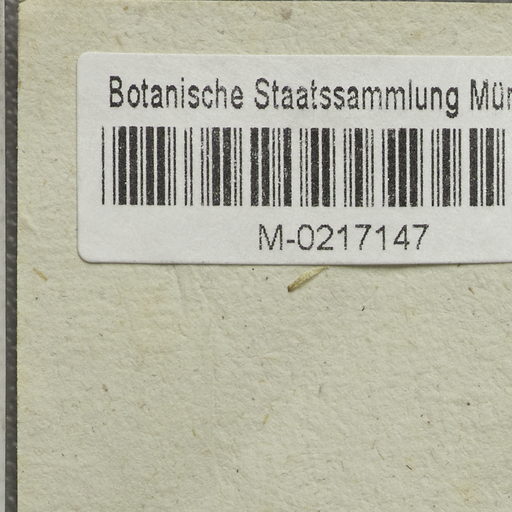 Botanische Staatssammlung Mün
M-0217147